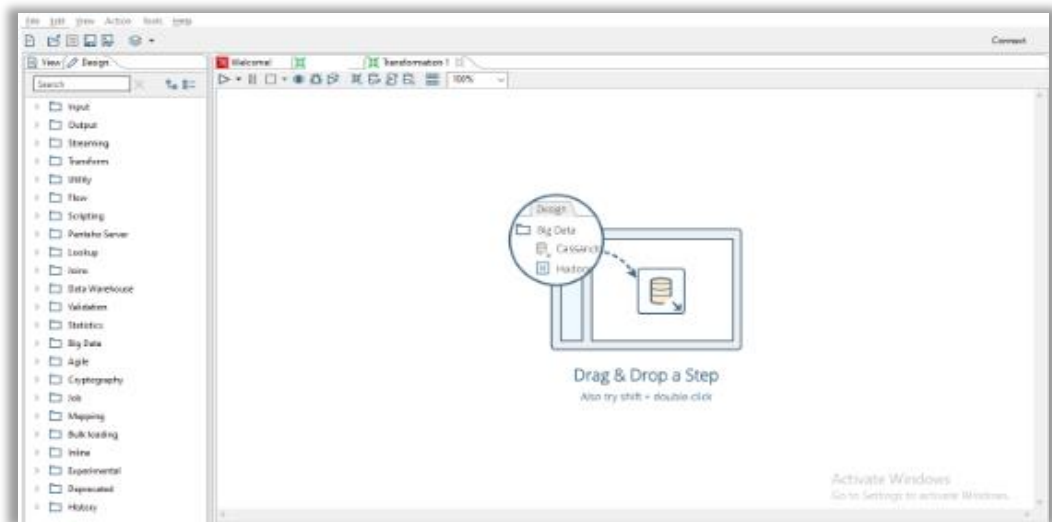 File Edit View Action Tools Help
Connect
View Design
Welcome! Transformation 1
Search
100%
Input
Output
Streaming
Transform
Utility
Flow
Scripting
Pentaho Server
Lookup
Joins
Data Warehouse
Validation
Statistics
Big Data
Agile
Cryptography
Job
Mapping
Bulk loading
Inline
Experimental
Deprecated
History
Design
Big Data
Cassand
Hadoop
Drag & Drop a Step
Also try shift + double-click
Activate Windows
Go to Settings to activate Windows.